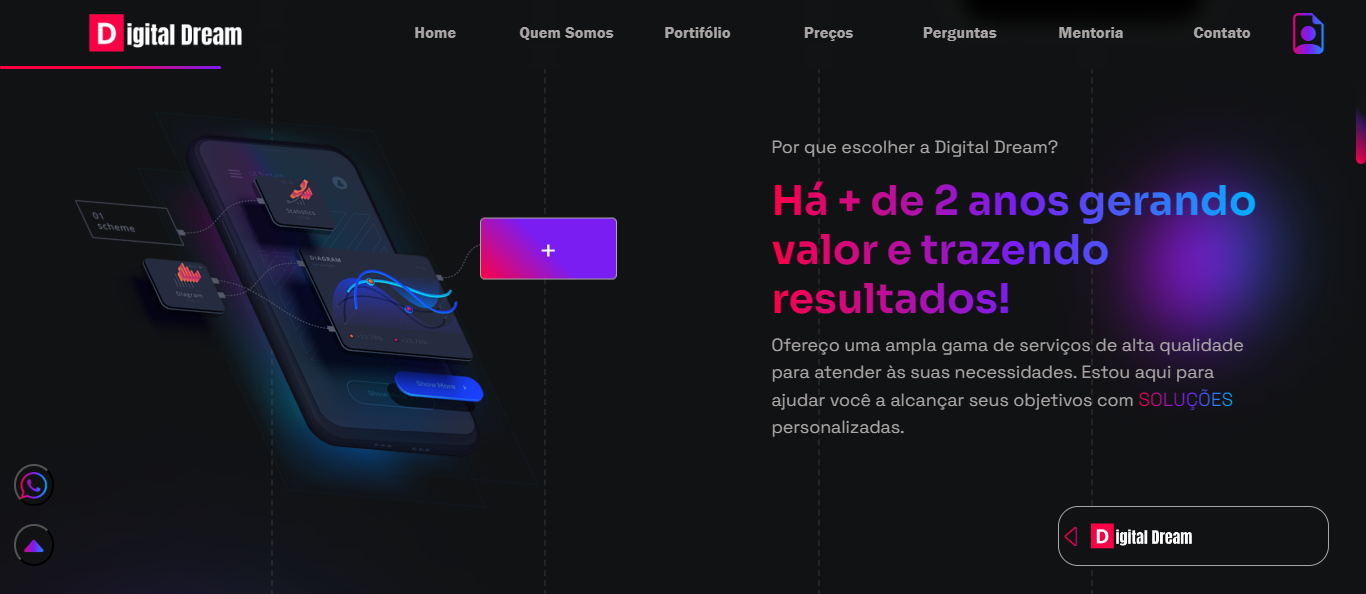 Digital Dream
Home
Quem Somos
Portifólio
Preços
Perguntas
Mentoria
Contato
Por que escolher a Digital Dream?
Há + de 2 anos gerando
valor e trazendo
resultados!
Ofereço uma ampla gama de serviços de alta qualidade
para atender às suas necessidades. Estou aqui para
ajudar você a alcançar seus objetivos com SOLUÇÕES
personalizadas.
01
scheme
Statistics
Diagram
DIAGRAM
+
Show More
Digital Dream